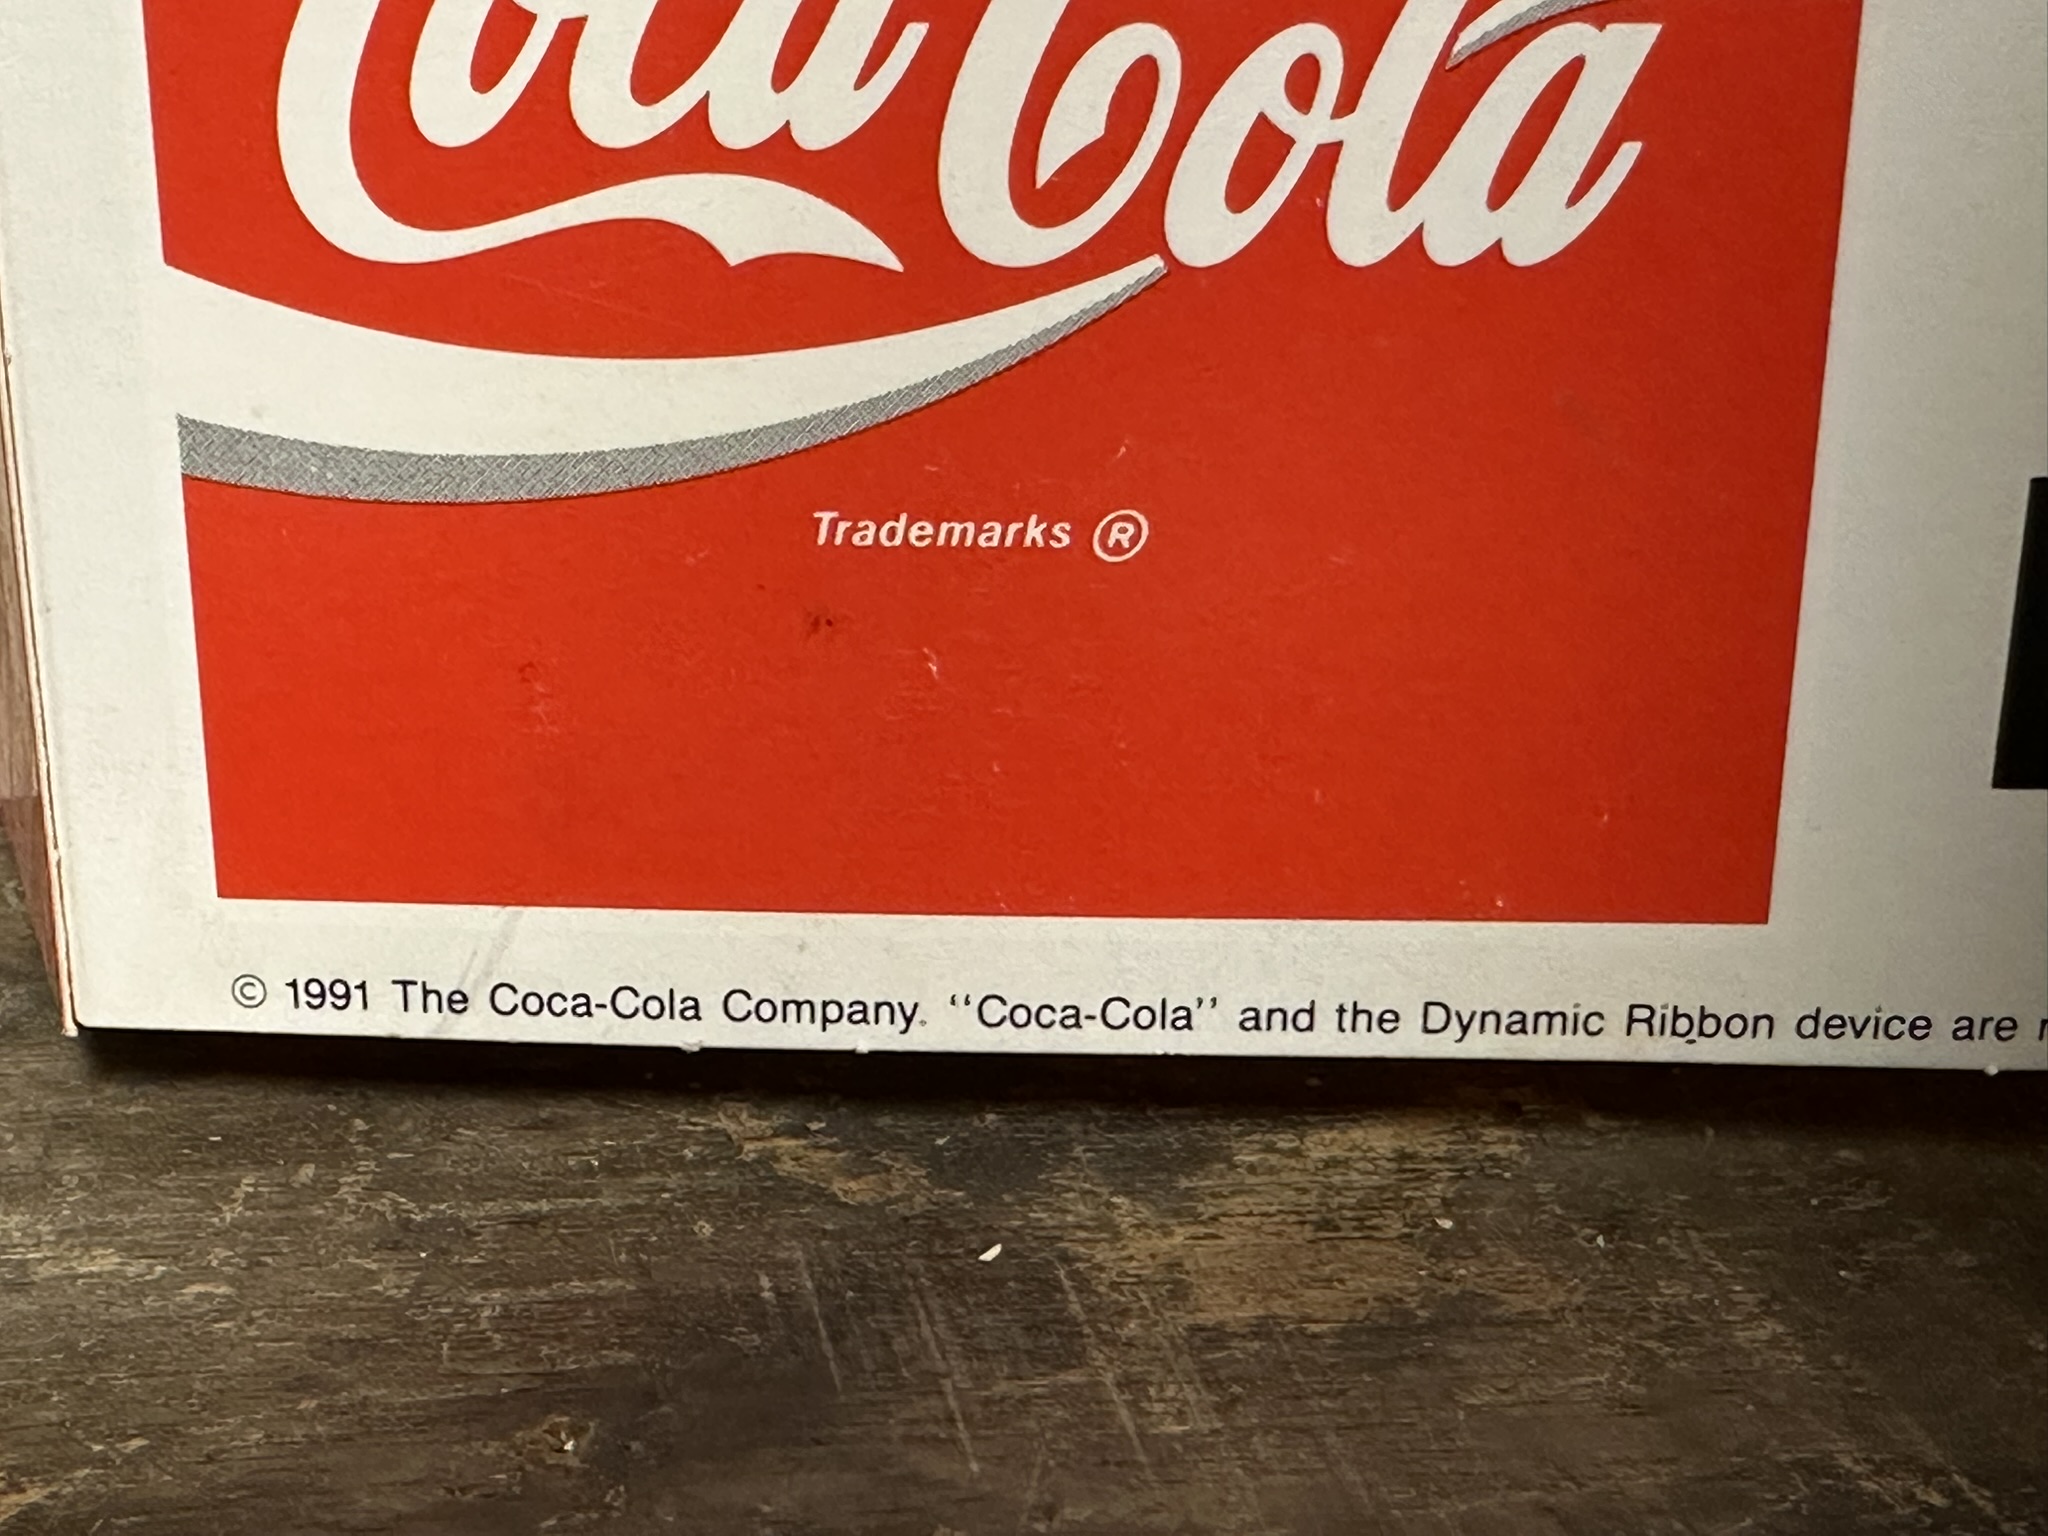 Coca-Cola
Trademarks ®
© 1991 The Coca-Cola Company. “Coca-Cola” and the Dynamic Ribbon device are